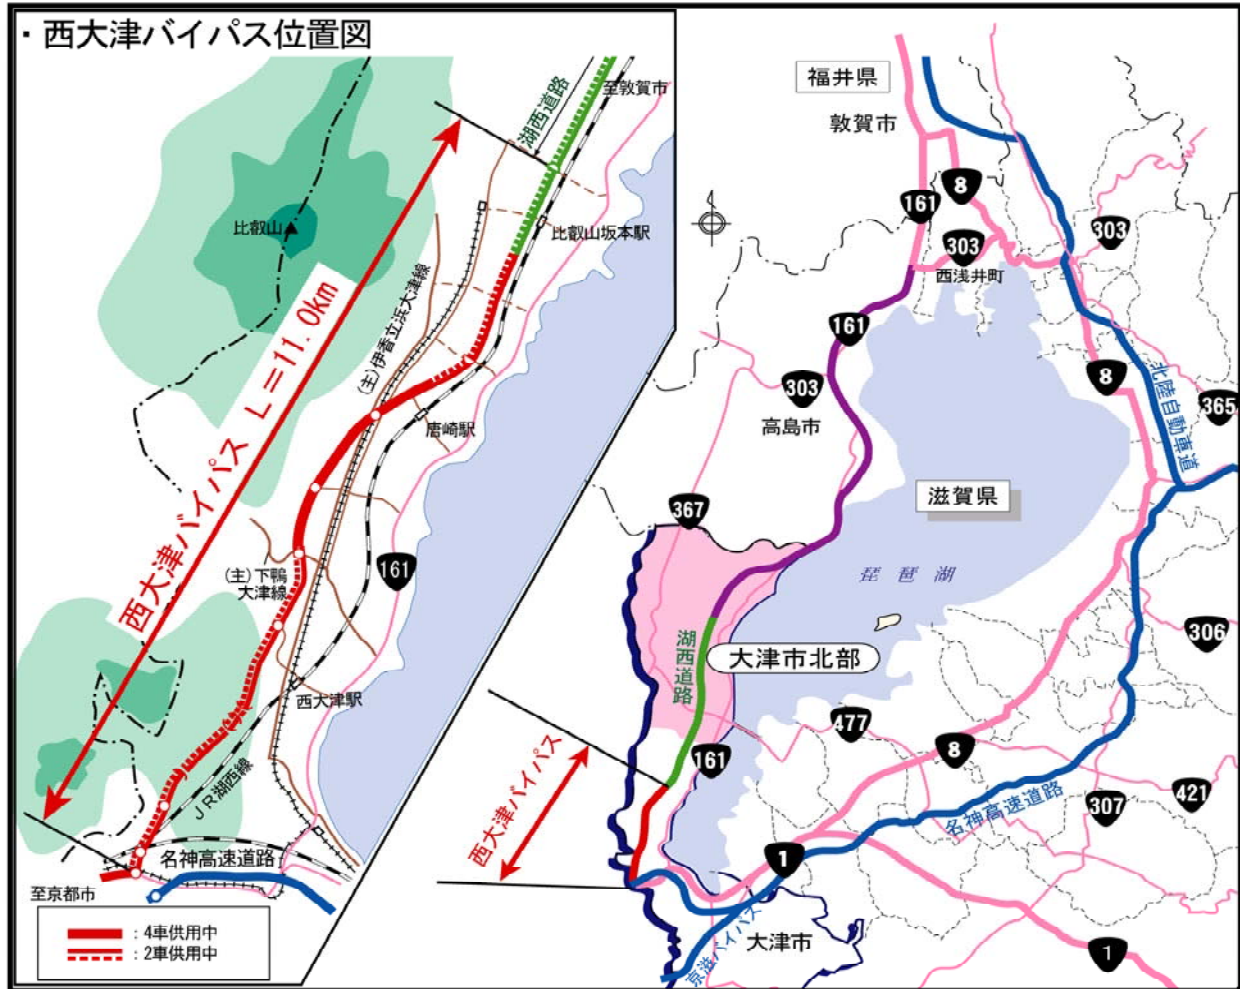 ・西大津バイパス位置図
至敦賀市
湖西道路
比叡山
比叡山坂本駅
(主)伊香立浜大津線
西大津バイパス L=11.0km
唐崎駅
161
(主)下鴨
大津線
西大津駅
JR湖西線
名神高速道路
至京都市
:4車供用中
:2車供用中
福井県
敦賀市
8
161
303
303
西浅井町
161
8
303
365
北陸自動車道
高島市
滋賀県
367
琵琶湖
306
湖西道路
大津市北部
477
161
8
421
307
西大津バイパス
名神高速道路
1
京滋バイパス
大津市
1